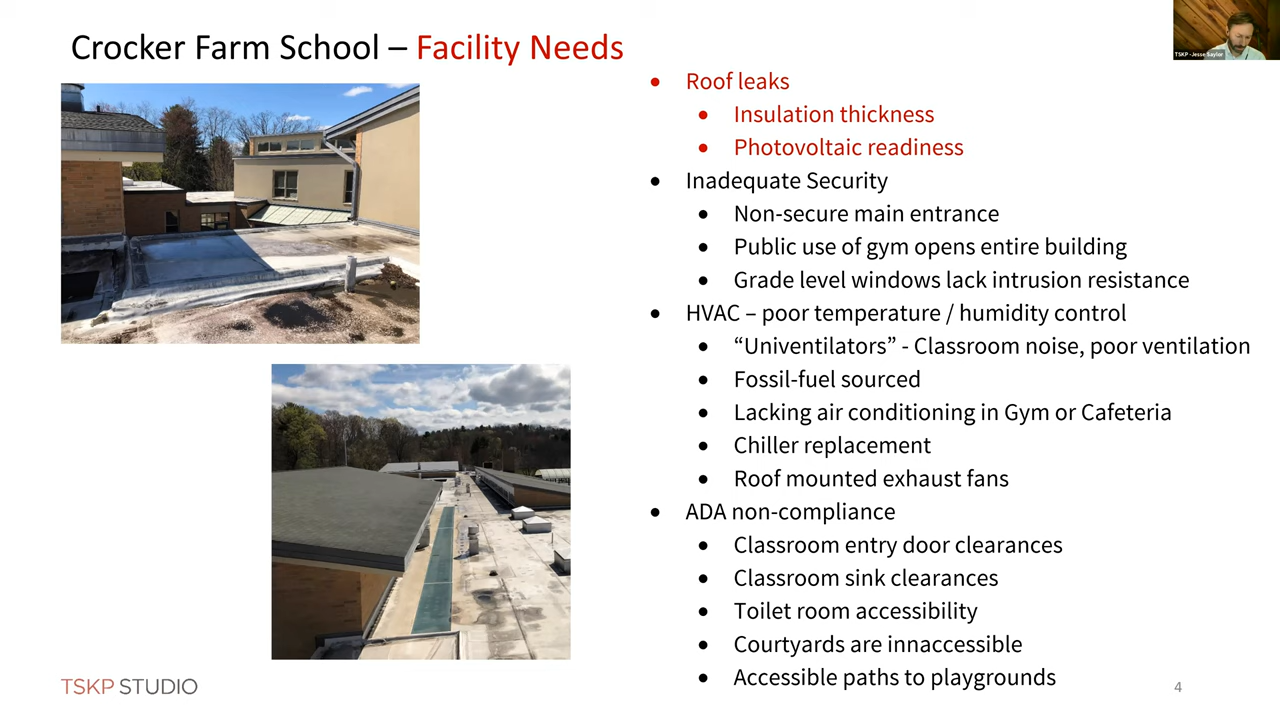 Crocker Farm School – Facility Needs
TSKP -Jesse Saylor
• Roof leaks
• Insulation thickness
• Photovoltaic readiness
• Inadequate Security
• Non-secure main entrance
• Public use of gym opens entire building
• Grade level windows lack intrusion resistance
• HVAC – poor temperature / humidity control
• “Univentilators” - Classroom noise, poor ventilation
• Fossil-fuel sourced
• Lacking air conditioning in Gym or Cafeteria
• Chiller replacement
• Roof mounted exhaust fans
• ADA non-compliance
• Classroom entry door clearances
• Classroom sink clearances
• Toilet room accessibility
• Courtyards are innaccessible
• Accessible paths to playgrounds
TSKP STUDIO
4